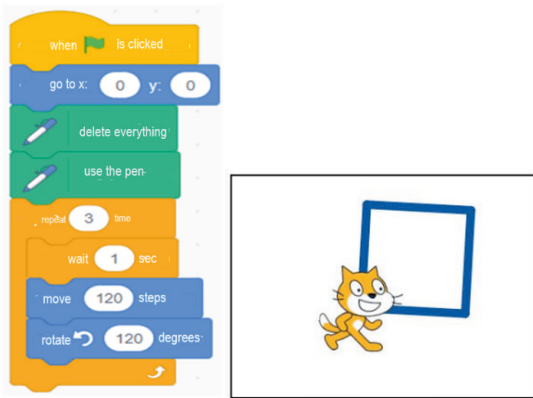 when Is clicked
go to x: 0 y: 0
delete everything
use the pen
repeat 3 time
wait 1 sec
move 120 steps
rotate 120 degrees